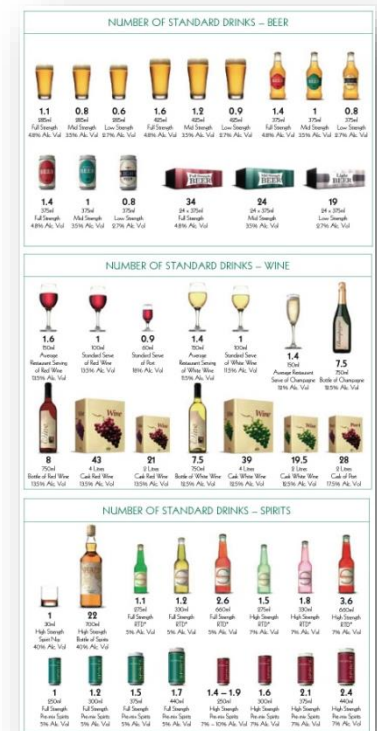 NUMBER OF STANDARD DRINKS – BEER
1.1 0.8 0.6 1.6 1.2 0.9 1.4 1 0.8
285ml 285ml 285ml 425ml 425ml 425ml 375ml 375ml 375ml
Full Strength Mid Strength Low Strength Full Strength Mid Strength Low Strength Full Strength Mid Strength Low Strength
4.8% Alc. Vol 3.5% Alc. Vol 2.7% Alc. Vol 4.8% Alc. Vol 3.5% Alc. Vol 2.7% Alc. Vol 4.8% Alc. Vol 3.5% Alc. Vol 2.7% Alc. Vol
BEER BEER BEER
1.4 1 0.8 34 24 19
375ml 375ml 375ml 24 x 375ml 24 x 375ml 24 x 375ml
Full Strength Mid Strength Low Strength Full Strength Mid Strength Low Strength
4.8% Alc. Vol 3.5% Alc. Vol 2.7% Alc. Vol 4.8% Alc. Vol 3.5% Alc. Vol 2.7% Alc. Vol
NUMBER OF STANDARD DRINKS – WINE
1.6 1 0.9 1.4 1 1.4 7.5
150ml 100ml 60ml 150ml 100ml 150ml 750ml
Average Standard Serve Standard Serve Average Standard Serve Average Restaurant Bottle of Champagne
Restaurant Serving of Red Wine of Port Restaurant Serving of White Wine Serve of Champagne 12.5% Alc. Vol
of Red Wine 13.5% Alc. Vol 18% Alc. Vol of White Wine 11.5% Alc. Vol 12% Alc. Vol
13.5% Alc. Vol 11.5% Alc. Vol
Wine Wine Wine Wine Port
8 43 21 7.5 39 19.5 28
750ml 4 Litres 2 Litres 750ml 4 Litres 2 Litres 2 Litres
Bottle of Red Wine Cask Red Wine Cask Red Wine Bottle of White Wine Cask White Wine Cask White Wine Cask of Port
13.5% Alc. Vol 13.5% Alc. Vol 13.5% Alc. Vol 12.5% Alc. Vol 12.5% Alc. Vol 12.5% Alc. Vol 17.5% Alc. Vol
NUMBER OF STANDARD DRINKS – SPIRITS
1 22 1.1 1.2 2.6 1.5 1.8 3.6
30ml 700ml 275ml 330ml 660ml 275ml 330ml 660ml
High Strength High Strength Full Strength Full Strength Full Strength High Strength High Strength High Strength
Spirit Nip Bottle of Spirits RTD* RTD* RTD* RTD* RTD* RTD*
40% Alc. Vol 40% Alc. Vol 5% Alc. Vol 5% Alc. Vol 5% Alc. Vol 7% Alc. Vol 7% Alc. Vol 7% Alc. Vol
1 1.2 1.5 1.7 1.4 – 1.9 1.6 2.1 2.4
250ml 300ml 375ml 440ml 250ml 300ml 375ml 440ml
Full Strength Full Strength Full Strength Full Strength High Strength High Strength High Strength High Strength
Pre-mix Spirits Pre-mix Spirits Pre-mix Spirits Pre-mix Spirits Pre-mix Spirits Pre-mix Spirits Pre-mix Spirits Pre-mix Spirits
5% Alc. Vol 5% Alc. Vol 5% Alc. Vol 5% Alc. Vol 7% – 10% Alc. Vol 7% Alc. Vol 7% Alc. Vol 7% Alc. Vol